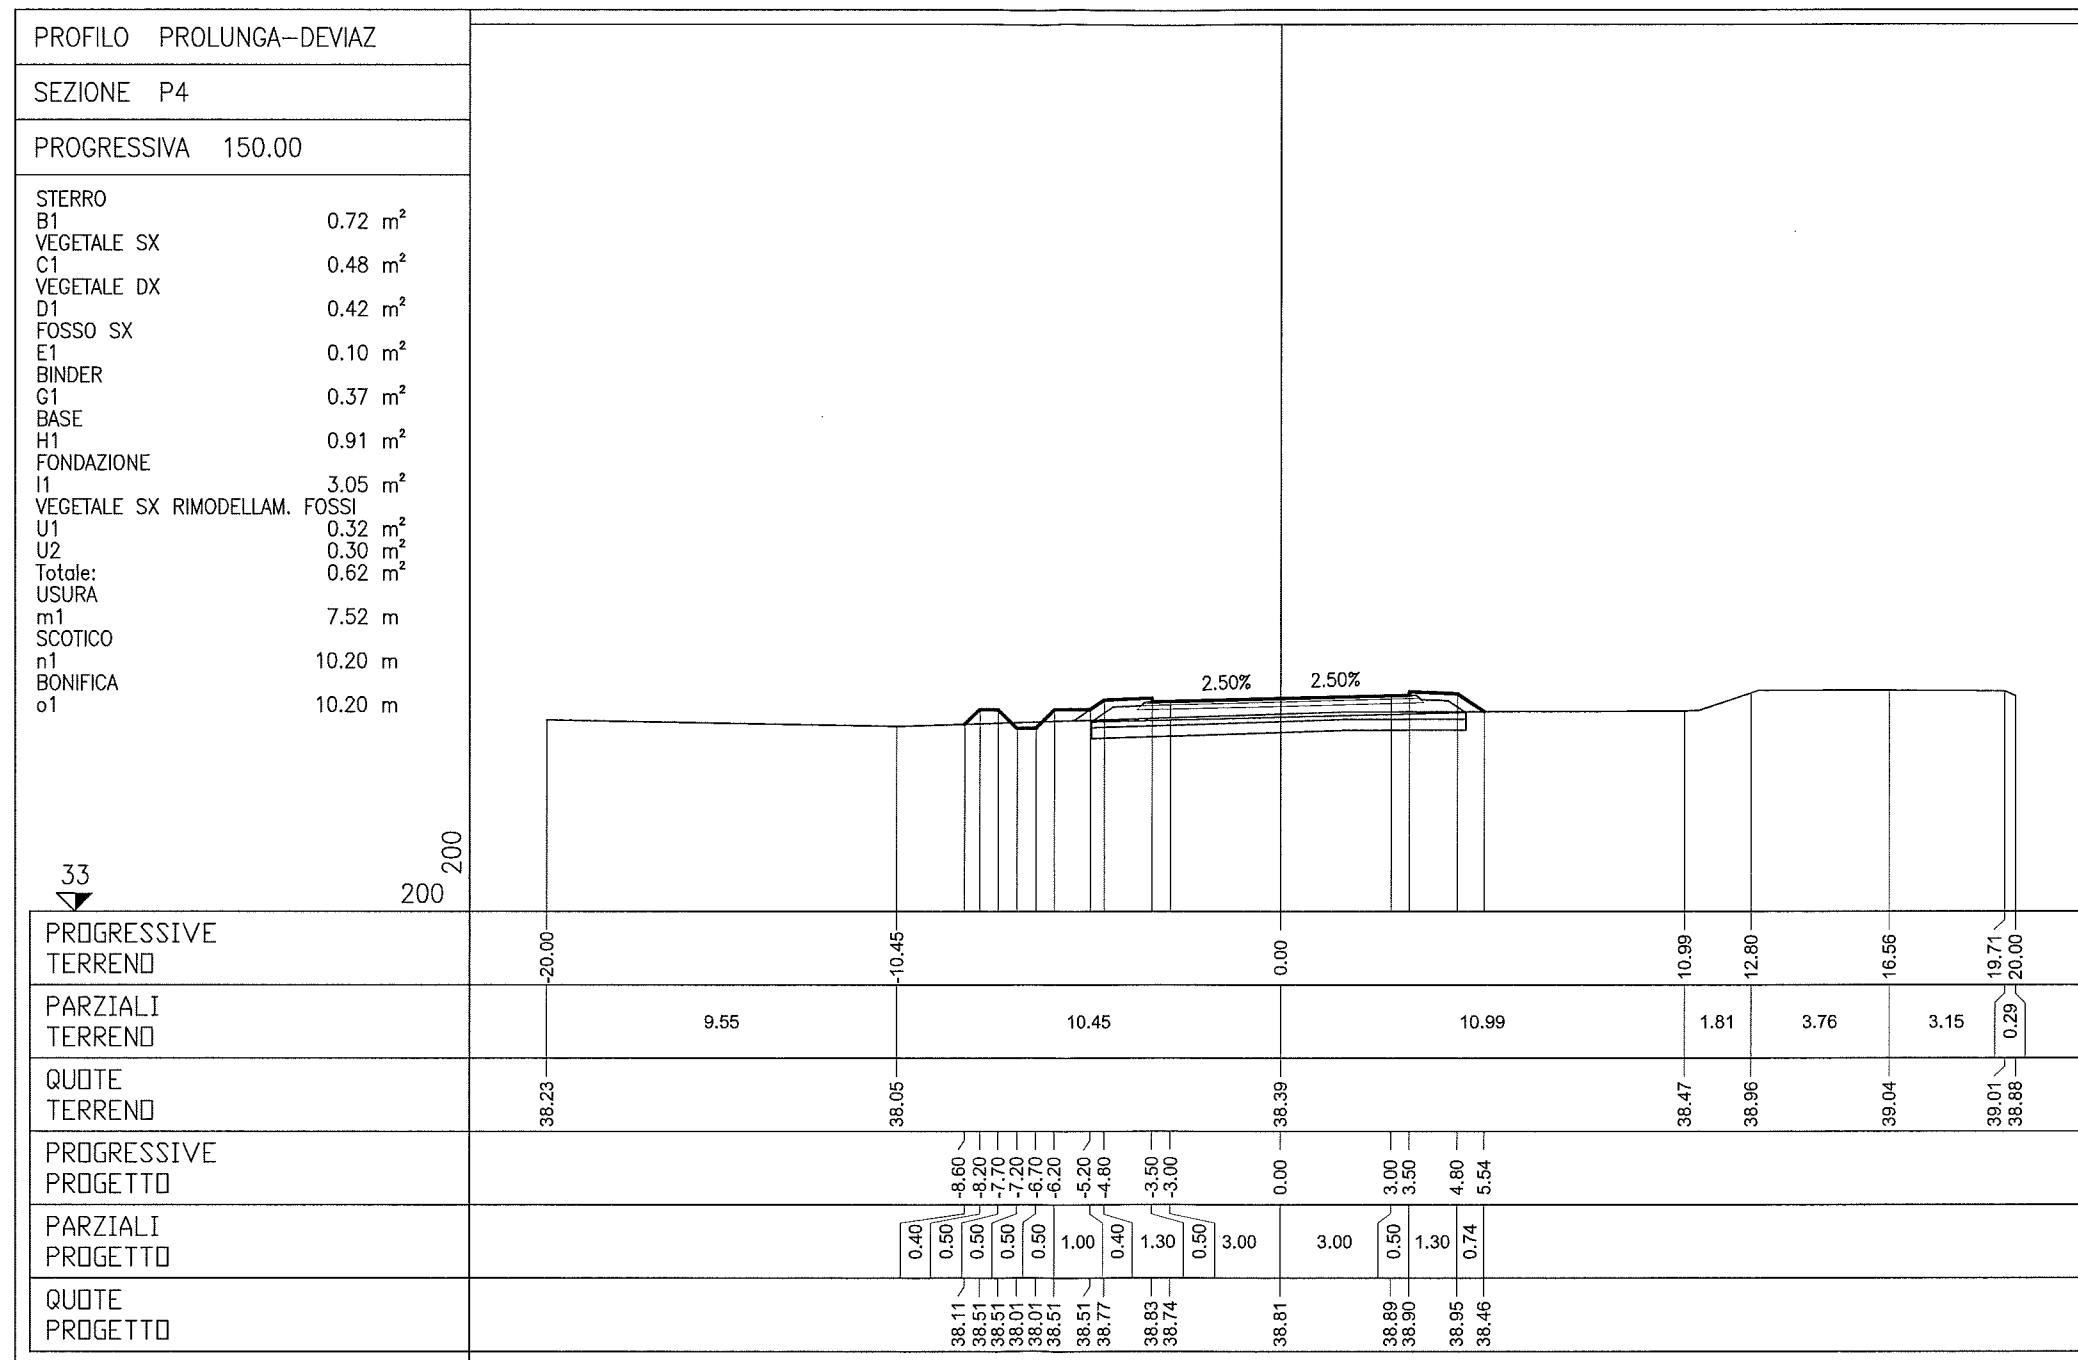 PROFILO PROLUNGA-DEVIAZ
SEZIONE P4
PROGRESSIVA 150.00
STERRO
B1 0.72 m²
VEGETALE SX
C1 0.48 m²
VEGETALE DX
D1 0.42 m²
FOSSO SX
E1 0.10 m²
BINDER
G1 0.37 m²
BASE
H1 0.91 m²
FONDAZIONE
I1 3.05 m²
VEGETALE SX RIMODELLAM. FOSSI
U1 0.32 m²
U2 0.30 m²
Totale: 0.62 m²
USURA
m1 7.52 m
SCOTICO
n1 10.20 m
BONIFICA
o1 10.20 m
2.50% 2.50%
33
200
200
PROGRESSIVE
TERRENO
-20.00 -10.45 0.00 10.99 12.80 16.56 19.71 20.00
PARZIALI
TERRENO
9.55 10.45 10.99 1.81 3.76 3.15 0.29
QUOTE
TERRENO
38.23 38.05 38.39 38.47 38.96 39.04 39.01 38.88
PROGRESSIVE
PROGETTO
-8.60 -8.20 -7.70 -7.20 -6.70 -6.20 -5.20 -4.80 -3.50 -3.00 0.00 3.00 3.50 4.80 5.54
PARZIALI
PROGETTO
0.40 0.50 0.50 0.50 0.50 1.00 0.40 1.30 0.50 3.00 3.00 0.50 1.30 0.74
QUOTE
PROGETTO
38.11 38.51 38.51 38.01 38.01 38.51 38.51 38.77 38.83 38.74 38.81 38.89 38.90 38.95 38.46